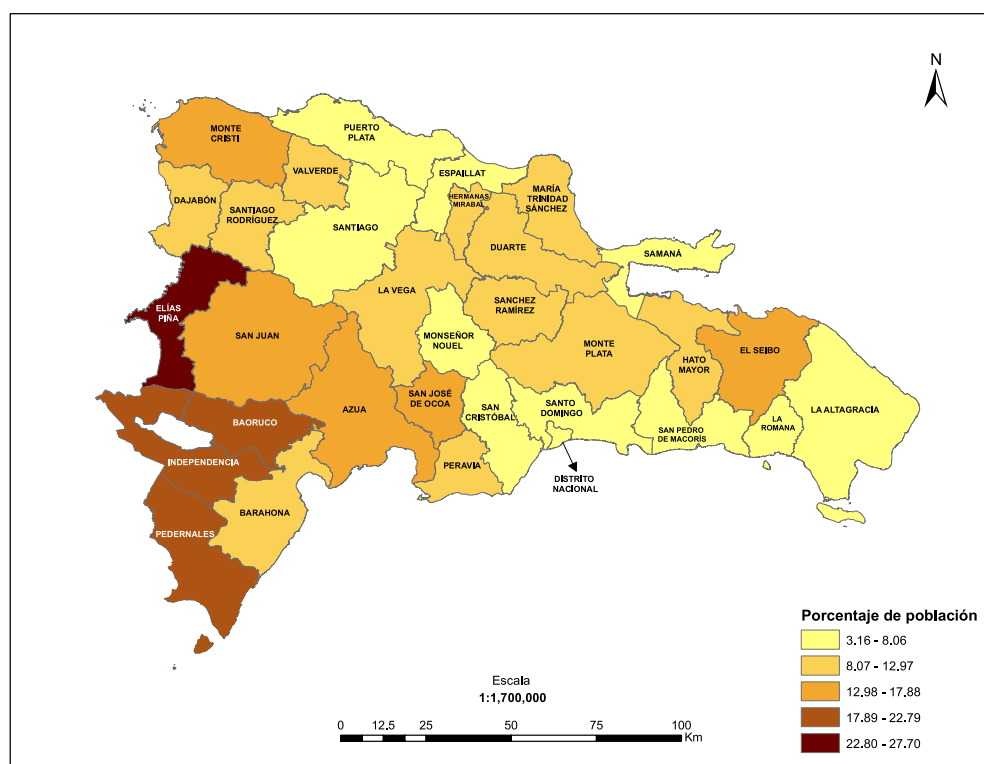 N
MONTE
CRISTI
PUERTO
PLATA
VALVERDE
ESPAILLAT
DAJABÓN
SANTIAGO
RODRÍGUEZ
HERMANAS
MIRABAL
MARÍA
TRINIDAD
SÁNCHEZ
SANTIAGO
DUARTE
SAMANÁ
LA VEGA
ELÍAS
PIÑA
SAN JUAN
SANCHEZ
RAMÍREZ
MONSEÑOR
NOUEL
MONTE
PLATA
HATO
MAYOR
EL SEIBO
SAN JOSÉ
DE OCOA
AZUA
SAN
CRISTÓBAL
SANTO
DOMINGO
LA ALTAGRACIA
BAORUCO
SAN PEDRO
DE MACORÍS
LA
ROMANA
INDEPENDENCIA
PERAVIA
DISTRITO
NACIONAL
BARAHONA
PEDERNALES
Porcentaje de población
3.16 - 8.06
8.07 - 12.97
12.98 - 17.88
17.89 - 22.79
22.80 - 27.70
Escala
1:1,700,000
0 12.5 25 50 75 100
Km